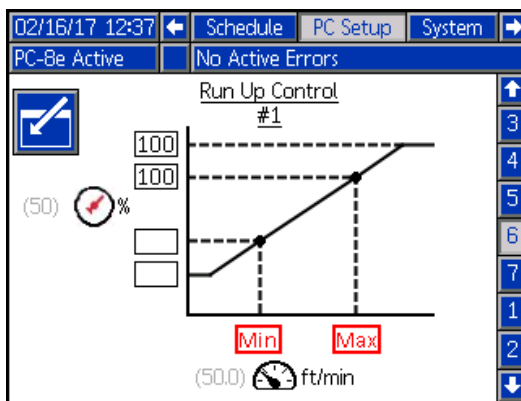 02/16/17 12:37 Schedule PC Setup System
PC-8e Active No Active Errors
Run Up Control
#1
100
100
(50) %
Min Max
(50.0) ft/min
3
4
5
6
7
1
2